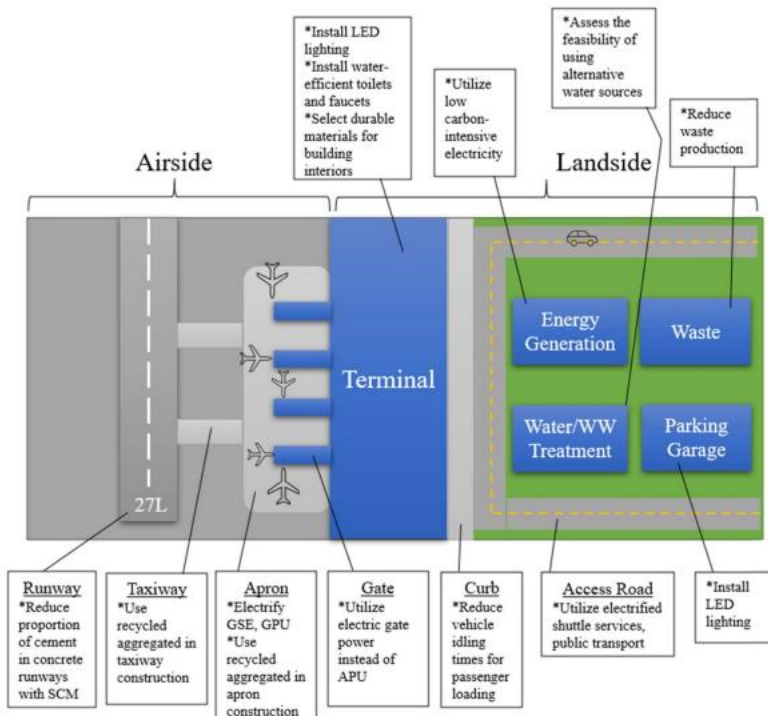 *Install LED
lighting
*Install water-
efficient toilets
and faucets
*Select durable
materials for
building
interiors
*Utilize
low
carbon-
intensive
electricity
*Assess the
feasibility of
using
alternative
water sources
*Reduce
waste
production
Airside
Landside
Energy
Generation
Waste
Terminal
Water/WW
Treatment
Parking
Garage
27L
Runway
*Reduce
proportion
of cement
in concrete
runways
with SCM
Taxiway
*Use
recycled
aggregated in
taxiway
construction
Apron
*Electrify
GSE, GPU
*Use
recycled
aggregated in
apron
construction
Gate
*Utilize
electric gate
power
instead of
APU
Curb
*Reduce
vehicle
idling
times for
passenger
loading
Access Road
*Utilize electrified
shuttle services,
public transport
*Install
LED
lighting